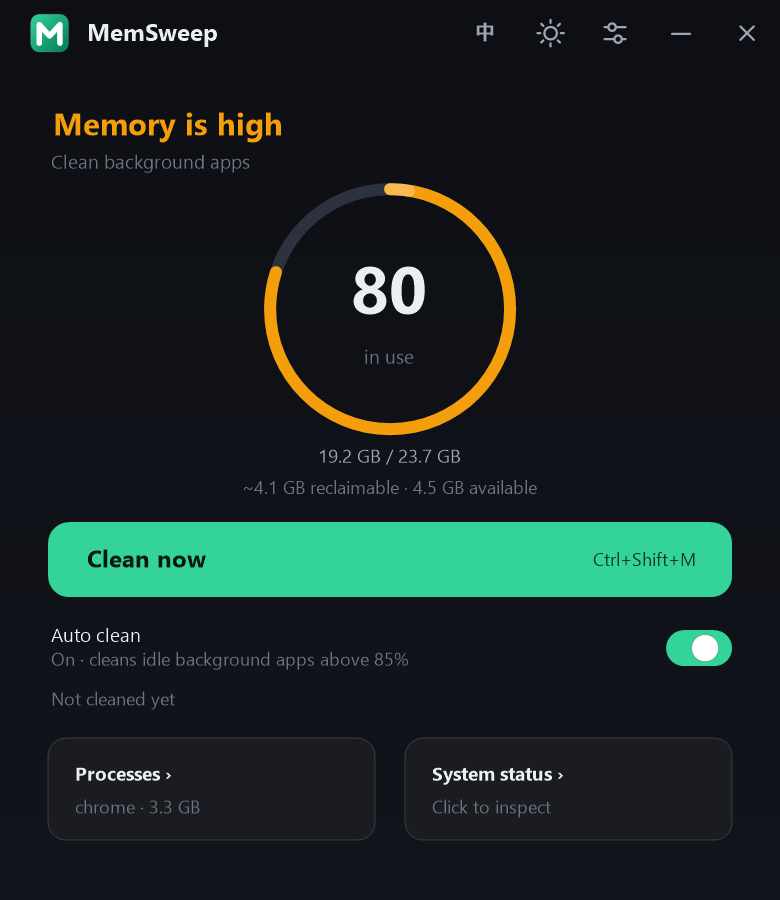 MemSweep 中
Memory is high
Clean background apps
80
in use
19.2 GB / 23.7 GB
~4.1 GB reclaimable · 4.5 GB available
Clean now Ctrl+Shift+M
Auto clean
On · cleans idle background apps above 85%
Not cleaned yet
Processes ›
chrome · 3.3 GB
System status ›
Click to inspect